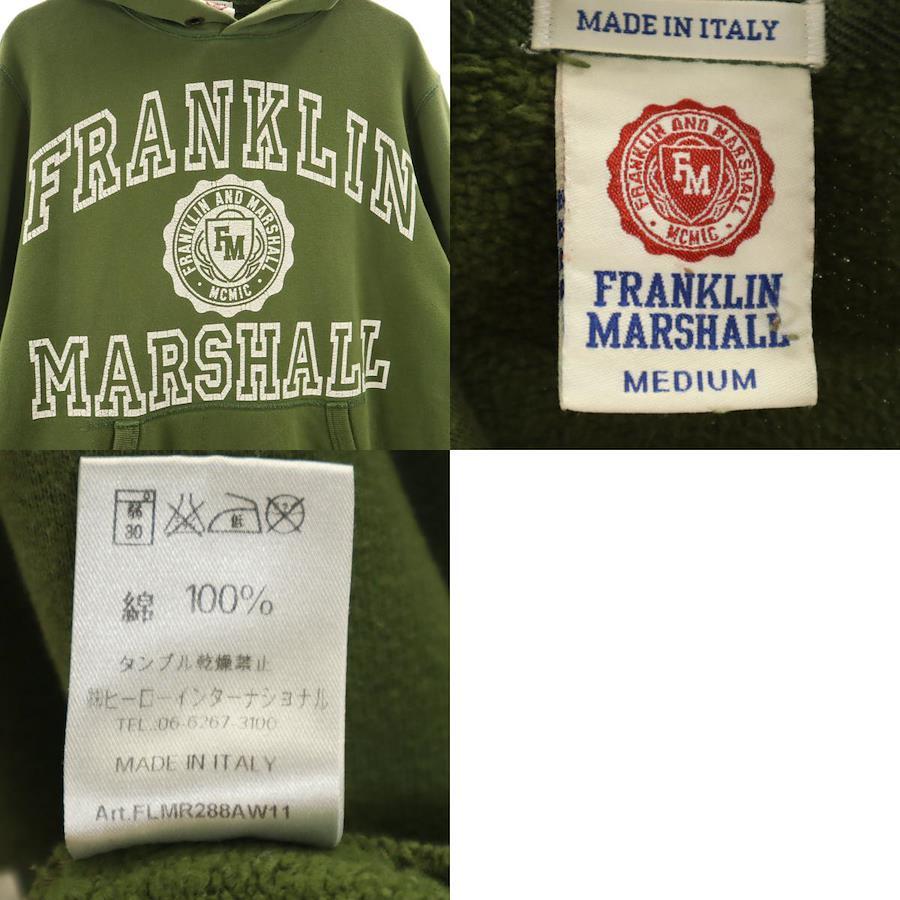 FRANKLIN
FRANKLIN AND MARSHALL
FM
• MCMIC •
MARSHALL
MADE IN ITALY
FRANKLIN AND MARSHALL
FM
• MCMIC •
FRANKLIN
MARSHALL
MEDIUM
弱
30
低
綿 100%
タンブル乾燥禁止
㈱ヒーローインターナショナル
TEL.:06-6267-3100
MADE IN ITALY
Art.FLMR288AW11